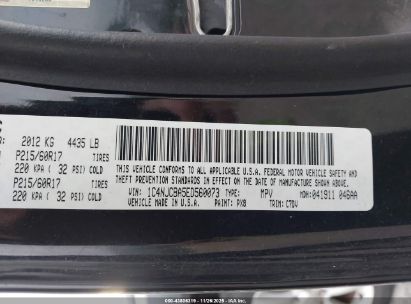 2012 KG 4435 LB
P215/60R17 TIRES
220 KPA ( 32 PSI) COLD
P215/60R17 TIRES
220 KPA ( 32 PSI) COLD
THIS VEHICLE CONFORMS TO ALL APPLICABLE U.S.A. FEDERAL MOTOR VEHICLE SAFETY
AND THEFT PREVENTION STANDARDS IN EFFECT ON THE DATE OF MANUFACTURE SHOWN ABOVE.
VIN: 1C4NJCBA5ED560073 TYPE: MPV MDH:041911 046AA
VEHICLE MADE IN U.S.A. PAINT: PX8 TRIM: C7DV